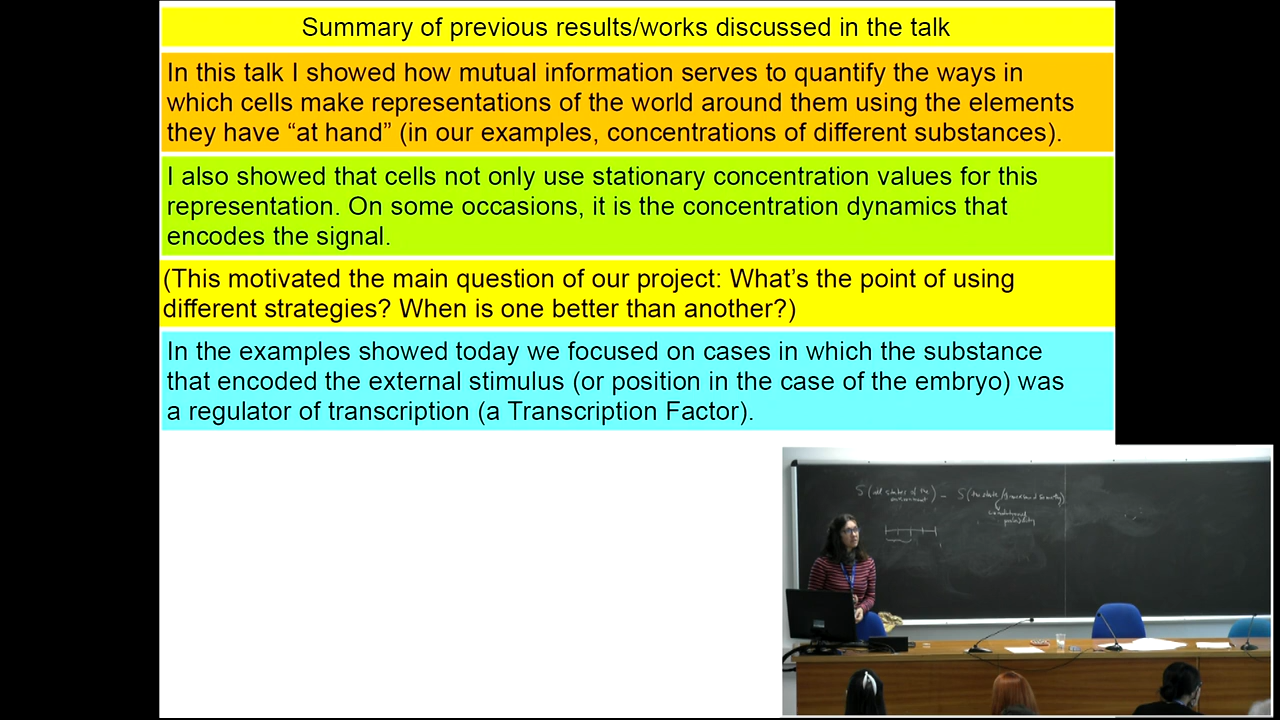 Summary of previous results/works discussed in the talk
In this talk I showed how mutual information serves to quantify the ways in
which cells make representations of the world around them using the elements
they have “at hand” (in our examples, concentrations of different substances).
I also showed that cells not only use stationary concentration values for this
representation. On some occasions, it is the concentration dynamics that
encodes the signal.
(This motivated the main question of our project: What’s the point of using
different strategies? When is one better than another?)
In the examples showed today we focused on cases in which the substance
that encoded the external stimulus (or position in the case of the embryo) was
a regulator of transcription (a Transcription Factor).
S (all states of the
environment) – S (